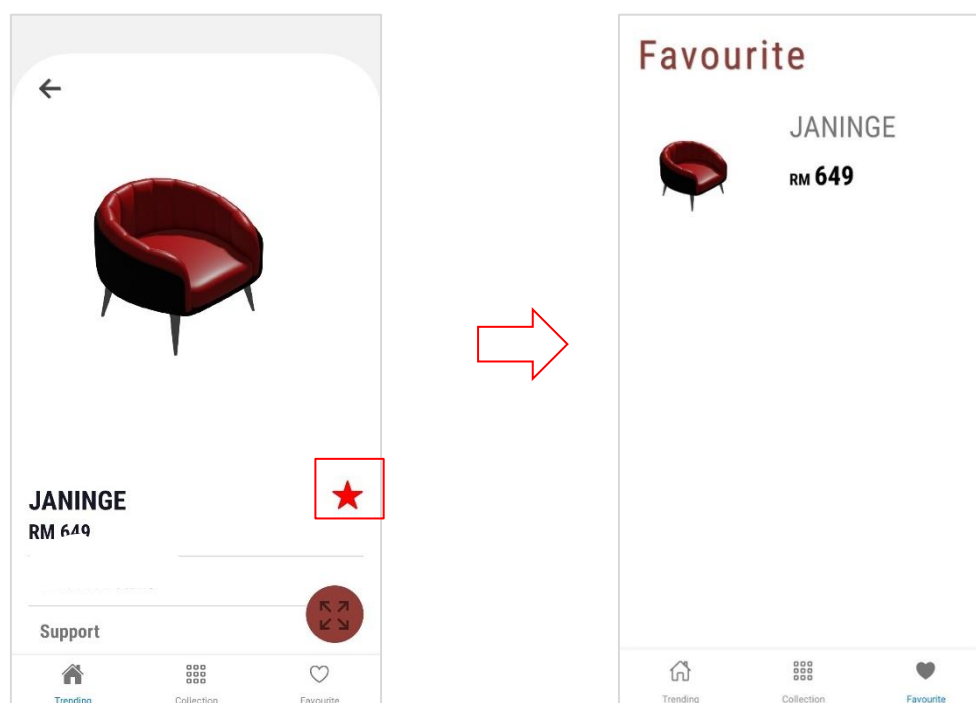 JANINGE
RM 649
Support
Trending
Collection
Favourite
Favourite
JANINGE
RM 649
Trending
Collection
Favourite